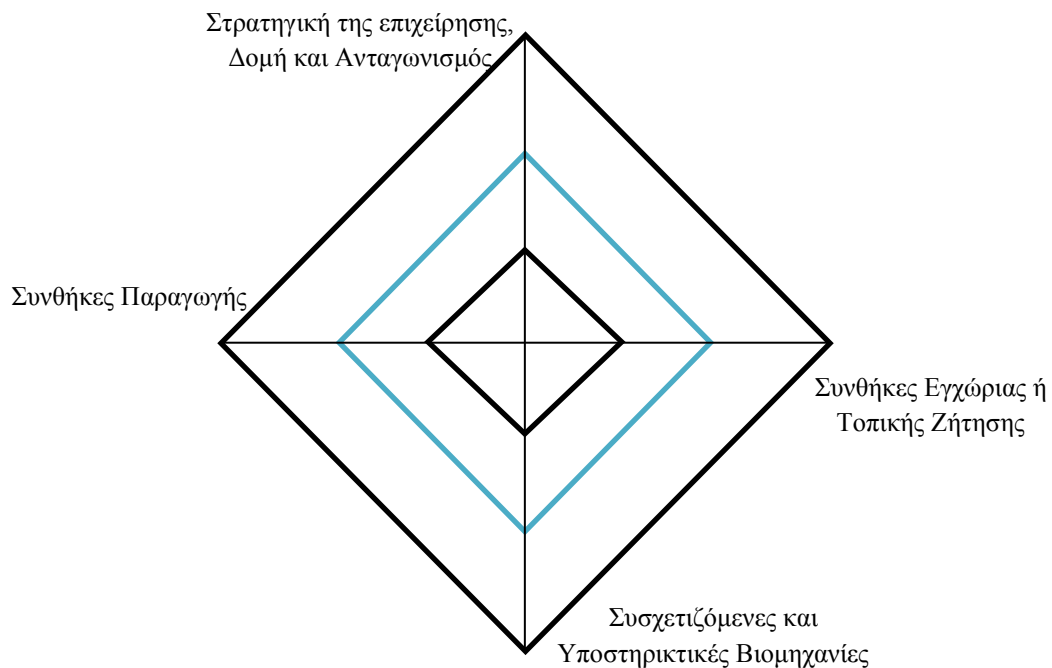 Στρατηγική της επιχείρησης,
Δομή και Ανταγωνισμός
Συνθήκες Παραγωγής
Συνθήκες Εγχώριας ή
Τοπικής Ζήτησης
Συσχετιζόμενες και
Υποστηρικτικές Βιομηχανίες